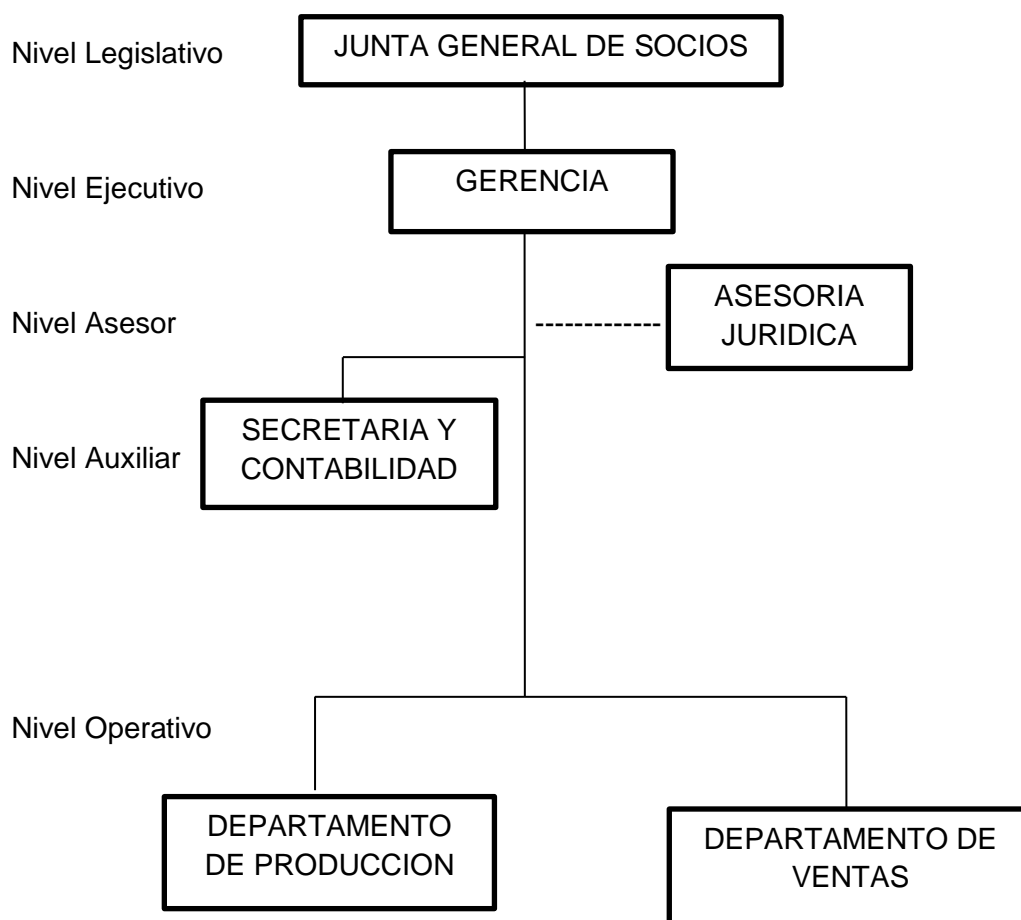 Nivel Legislativo
JUNTA GENERAL DE SOCIOS
Nivel Ejecutivo
GERENCIA
Nivel Asesor
ASESORIA
JURIDICA
Nivel Auxiliar
SECRETARIA Y
CONTABILIDAD
Nivel Operativo
DEPARTAMENTO
DE PRODUCCION
DEPARTAMENTO DE
VENTAS